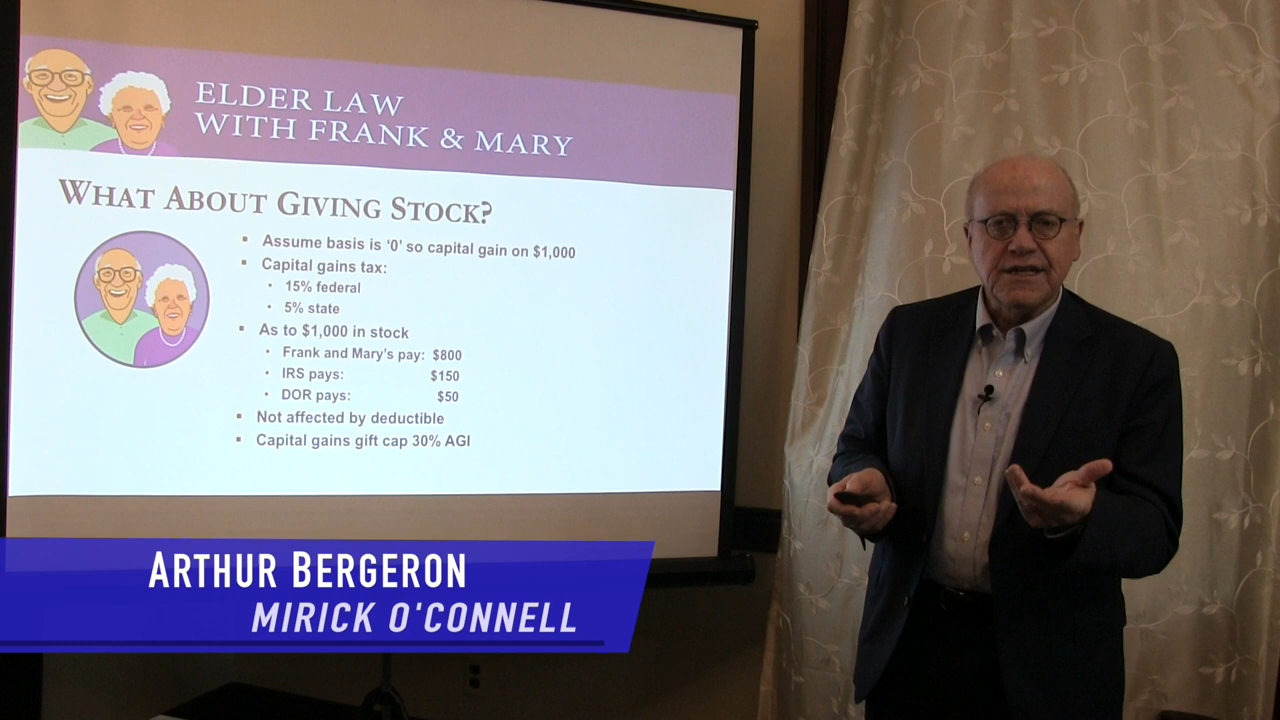 ELDER LAW
WITH FRANK & MARY
WHAT ABOUT GIVING STOCK?
▪ Assume basis is ‘0’ so capital gain on $1,000
▪ Capital gains tax:
• 15% federal
• 5% state
▪ As to $1,000 in stock
• Frank and Mary's pay: $800
• IRS pays: $150
• DOR pays: $50
▪ Not affected by deductible
▪ Capital gains gift cap 30% AGI
ARTHUR BERGERON
MIRICK O'CONNELL